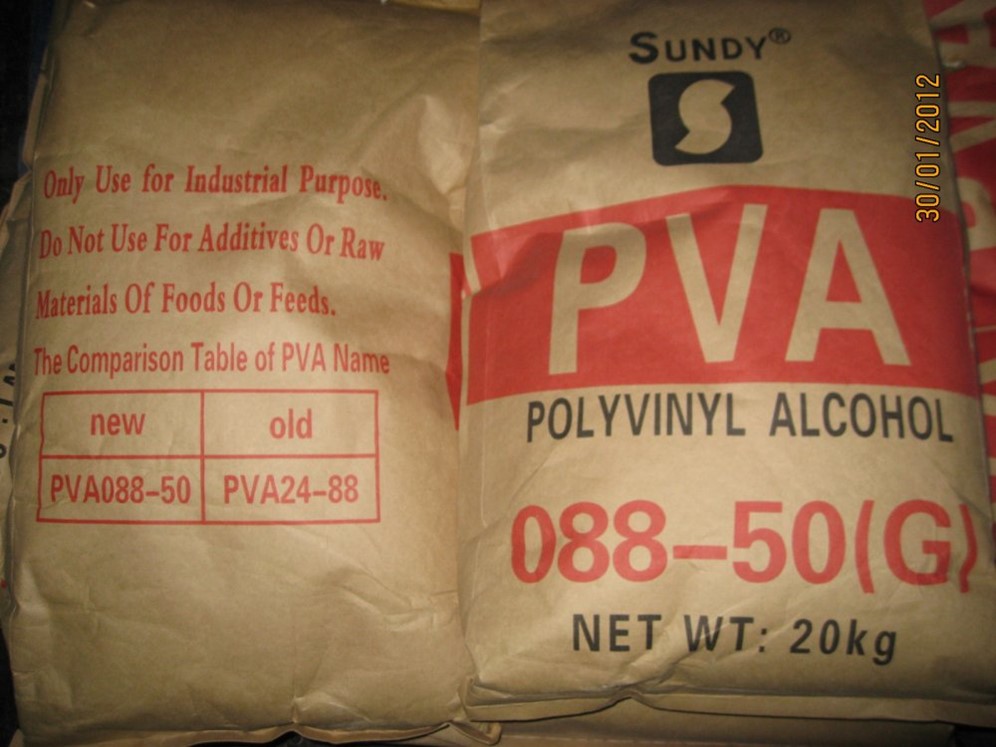 Only Use for Industrial Purpose.
Do Not Use For Additives Or Raw
Materials Of Foods Or Feeds.
The Comparison Table of PVA Name
new old
PVA088-50 PVA24-88
SUNDY®
PVA
POLYVINYL ALCOHOL
088-50(G)
NET WT: 20kg
30/01/2012